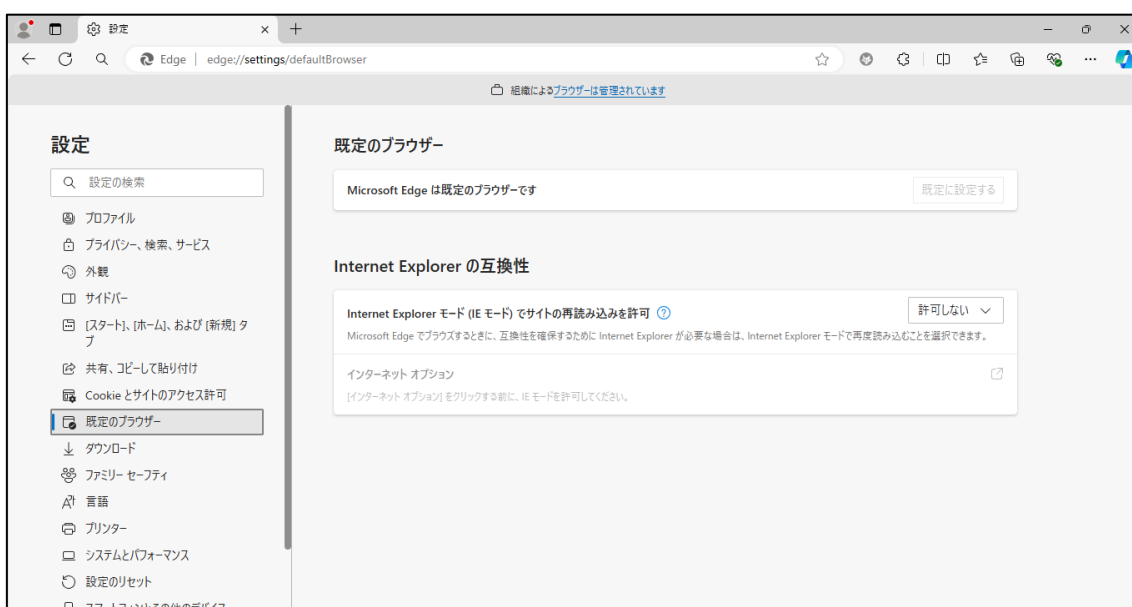 設定
Edge
edge://settings/defaultBrowser
組織によるブラウザーは管理されています
設定
設定の検索
プロファイル
プライバシー、検索、サービス
外観
サイドバー
[スタート]、[ホーム]、および [新規] タ
ブ
共有、コピーして貼り付け
Cookie とサイトのアクセス許可
既定のブラウザー
ダウンロード
ファミリー セーフティ
言語
プリンター
システムとパフォーマンス
設定のリセット
スマートフォンとその他のデバイス
既定のブラウザー
Microsoft Edge は既定のブラウザーです
既定に設定する
Internet Explorer の互換性
Internet Explorer モード (IE モード) でサイトの再読み込みを許可
許可しない
Microsoft Edge でブラウズするときに、互換性を確保するために Internet Explorer が必要な場合は、Internet Explorer モードで再度読み込むことを選択できます。
インターネット オプション
[インターネット オプション] をクリックする前に、IE モードを許可してください。